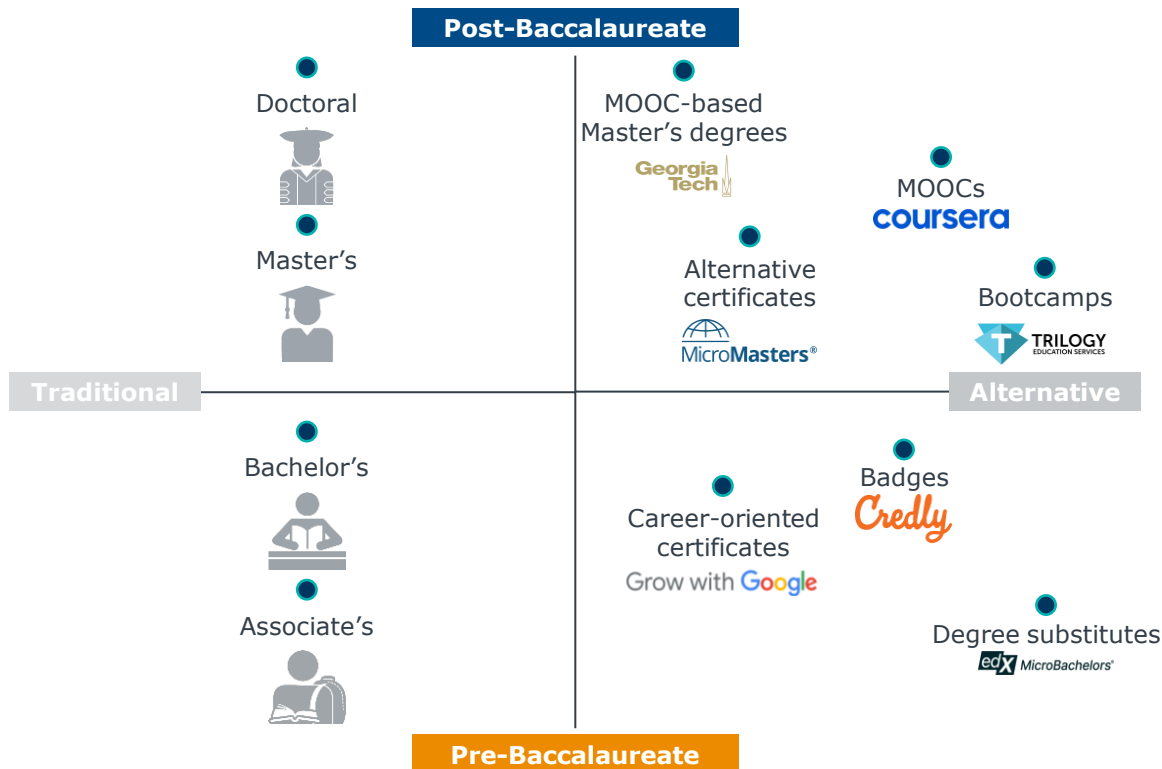 Post-Baccalaureate
Doctoral
MOOC-based
Master’s degrees
Georgia
Tech
MOOCs
coursera
Master’s
Alternative
certificates
MicroMasters®
Bootcamps
T TRILOGY
EDUCATION SERVICES
Traditional
Alternative
Bachelor’s
Badges
Credly
Career-oriented
certificates
Grow with Google
Associate’s
Degree substitutes
edX MicroBachelors®
Pre-Baccalaureate